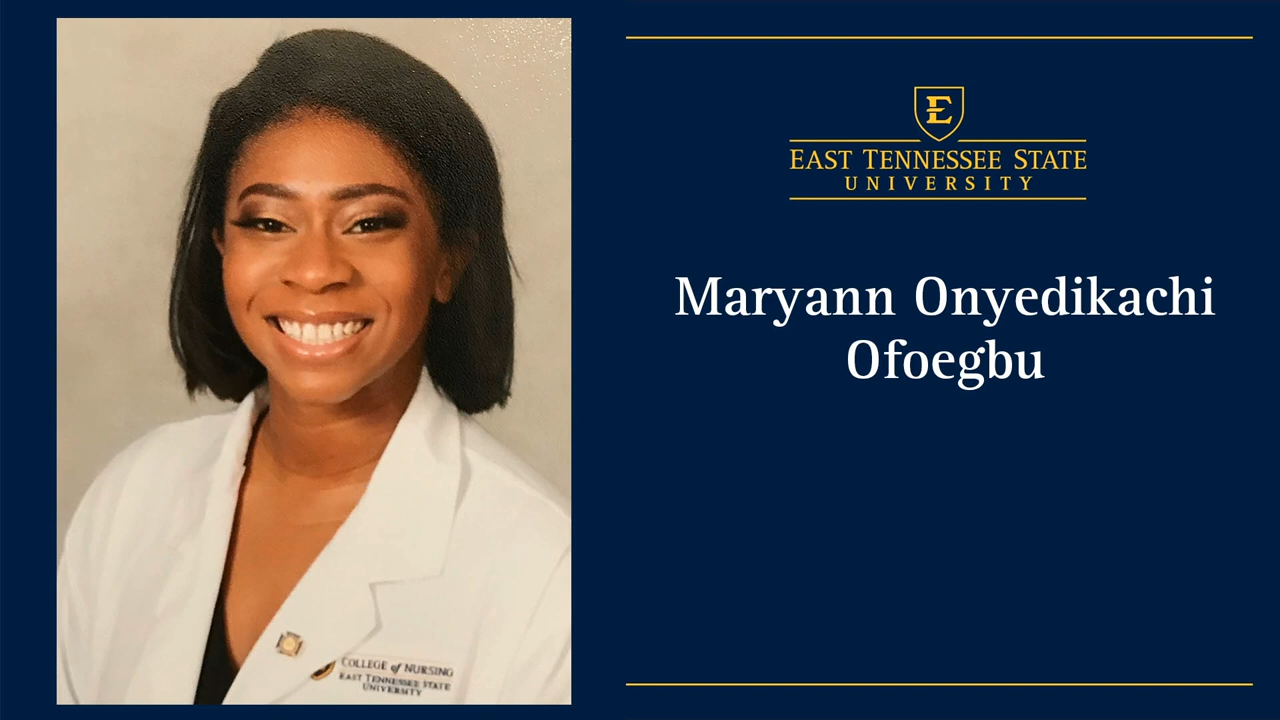 E
EAST TENNESSEE STATE
UNIVERSITY
Maryann Onyedikachi
Ofoegbu
COLLEGE of NURSING
EAST TENNESSEE STATE
UNIVERSITY